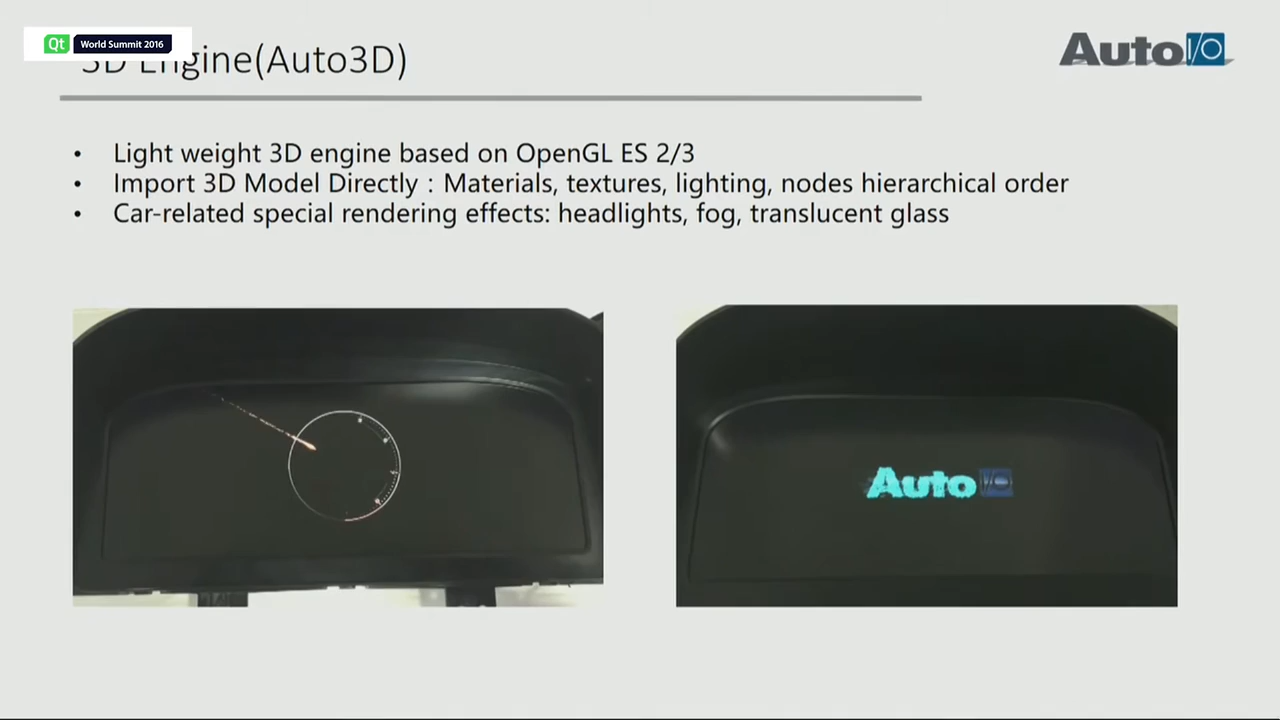 Qt World Summit 2016
3D Engine(Auto3D)
Auto I/O
• Light weight 3D engine based on OpenGL ES 2/3
• Import 3D Model Directly : Materials, textures, lighting, nodes hierarchical order
• Car-related special rendering effects: headlights, fog, translucent glass
Auto I/O